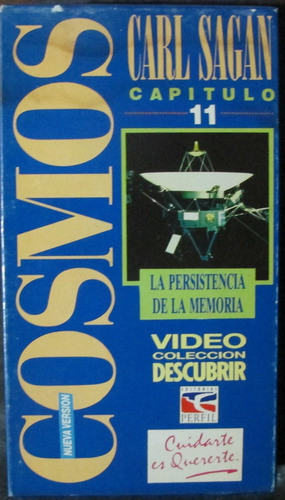 COSMOS
NUEVA VERSIÓN
CARL SAGAN
CAPITULO
11
LA PERSISTENCIA
DE LA MEMORIA
VIDEO
COLECCION
DESCUBRIR
EDITORIAL
PERFIL
Cuidarte
es Quererte.